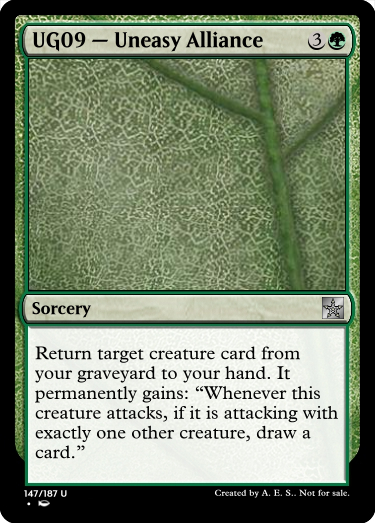 UG09 — Uneasy Alliance 3
Sorcery
Return target creature card from
your graveyard to your hand. It
permanently gains: “Whenever this
creature attacks, if it is attacking with
exactly one other creature, draw a
card.”
147/187 U
Created by A. E. S.. Not for sale.